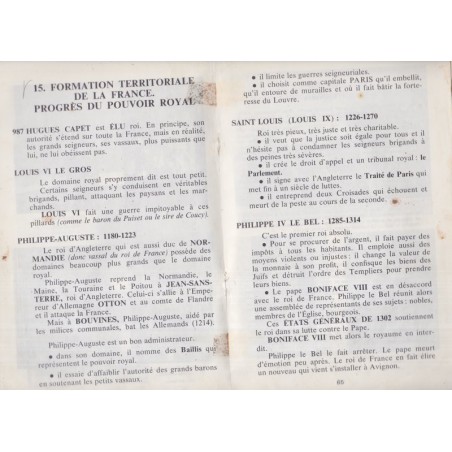 15. FORMATION TERRITORIALE
DE LA FRANCE.
PROGRÈS DU POUVOIR ROYAL
987 HUGUES CAPET est ÉLU roi. En principe, son
autorité s'étend sur toute la France, mais en réalité,
les grands seigneurs, ses vassaux, plus puissants que
lui, ne lui obéissent pas.
LOUIS VI LE GROS
Le domaine royal proprement dit est tout petit.
Certains seigneurs s'y conduisent en véritables
brigands, pillant, attaquant les paysans et les mar-
chands.
LOUIS VI fait une guerre impitoyable à ces
pillards (comme le baron du Puiset ou le sire de Coucy).
PHILIPPE-AUGUSTE : 1180-1223
Le roi d'Angleterre qui est aussi duc de NOR-
MANDIE (donc vassal du roi de France) possède des
domaines beaucoup plus grands que le domaine
royal.
Philippe-Auguste reprend la Normandie, le
Maine, la Touraine et le Poitou à JEAN-SANS-
TERRE, roi d'Angleterre. Celui-ci s'allie à l'Empe-
reur d'Allemagne OTTON et au comte de Flandre
et il attaque la France.
Mais à BOUVINES, Philippe-Auguste, aidé par
les milices communales, bat les Allemands (1214).
Philippe-Auguste est un bon administrateur.
• dans son domaine, il nomme des Baillis qui
représentent le pouvoir royal.
• il essaie d'affaiblir l'autorité des grands barons
en soutenant les petits vassaux.
• il limite les guerres seigneuriales.
• il choisit comme capitale PARIS qu'il embellit,
qu'il entoure de murailles et où il fait bâtir la forte-
resse du Louvre.
SAINT LOUIS (LOUIS IX) : 1226-1270
Roi très pieux, très juste et très charitable.
• il veut que la justice soit égale pour tous et il
n'hésite pas à condamner les seigneurs brigands à
des peines très sévères.
• il crée le droit d'appel et un tribunal royal : le
Parlement.
• il signe avec l'Angleterre le Traité de Paris qui
met fin à un siècle de luttes.
• il entreprend deux Croisades qui échouent et
meurt de la peste au cours de la seconde.
PHILIPPE IV LE BEL : 1285-1314
C'est le premier roi absolu.
• Pour se procurer de l'argent, il fait payer des
impôts à tous les habitants. Il emploie aussi des
moyens violents ou injustes : il change la valeur de
la monnaie à son profit, il confisque les biens des
Juifs et détruit l'ordre des Templiers pour prendre
leurs biens.
• Le pape BONIFACE VIII est en désaccord
avec le roi de France. Philippe le Bel réunit alors
une assemblée de représentants de ses sujets : nobles,
membres de l'Église, bourgeois.
Ces ÉTATS GÉNÉRAUX DE 1302 soutiennent
le roi dans sa lutte contre le Pape.
BONIFACE VIII met alors le royaume en inter-
dit.
Philippe le Bel le fait arrêter. Le pape meurt
d'émotion peu après. Le roi de France en fait élire
un nouveau qui vient s'installer à Avignon.